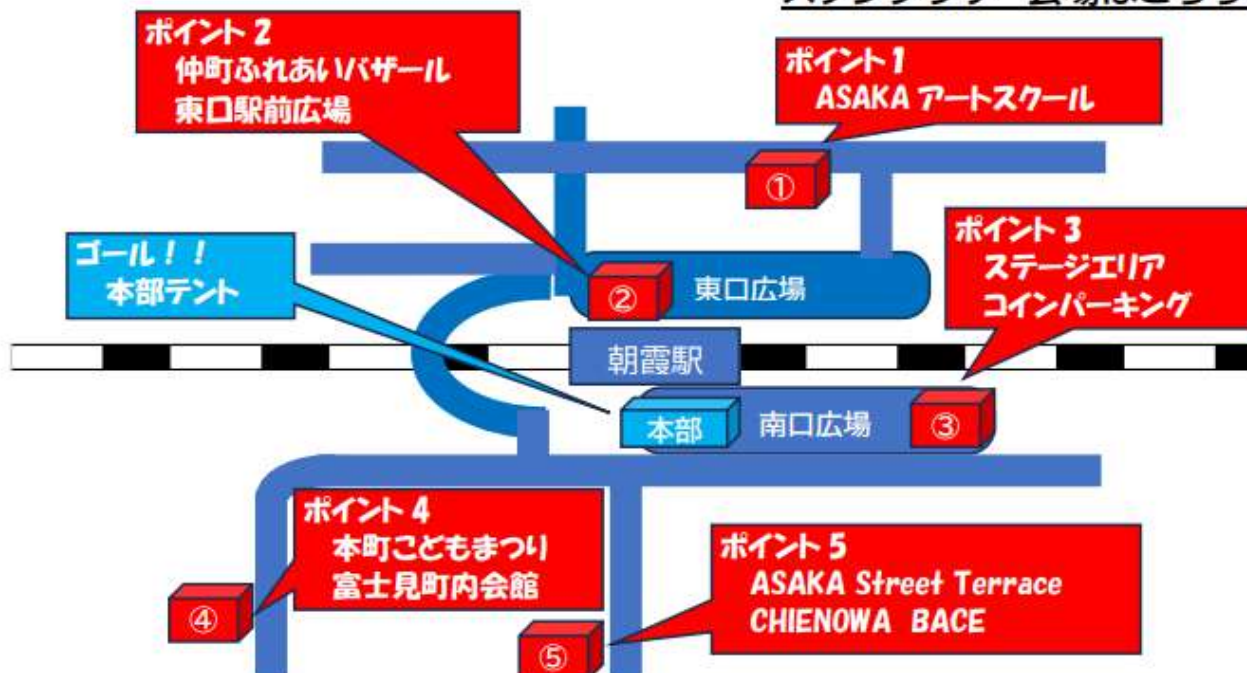 ポイント2
仲町ふれあいバザール
東口駅前広場
ポイント1
ASAKA アートスクール
①
ポイント3
ステージエリア
コインパーキング
ゴール！！
本部テント
②
東口広場
朝霞駅
本部
南口広場
③
ポイント4
本町こどもまつり
富士見町内会館
ポイント5
ASAKA Street Terrace
CHIENOWA BACE
④
⑤